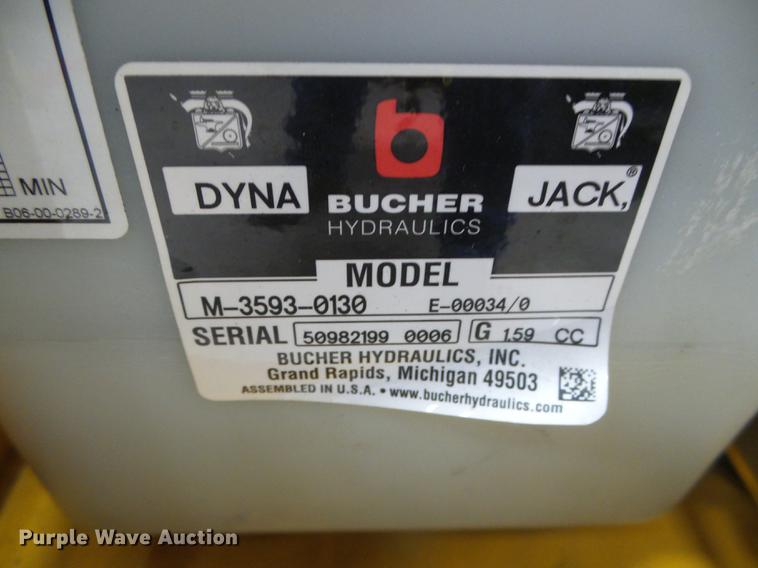 MIN
B06-00-0289-2
DYNA
BUCHER
HYDRAULICS
JACK,®
MODEL
M-3593-0130 E-00034/0
SERIAL 50982199 0006 G 1.59 CC
BUCHER HYDRAULICS, INC.
Grand Rapids, Michigan 49503
ASSEMBLED IN U.S.A. • www.bucherhydraulics.com
Purple Wave Auction